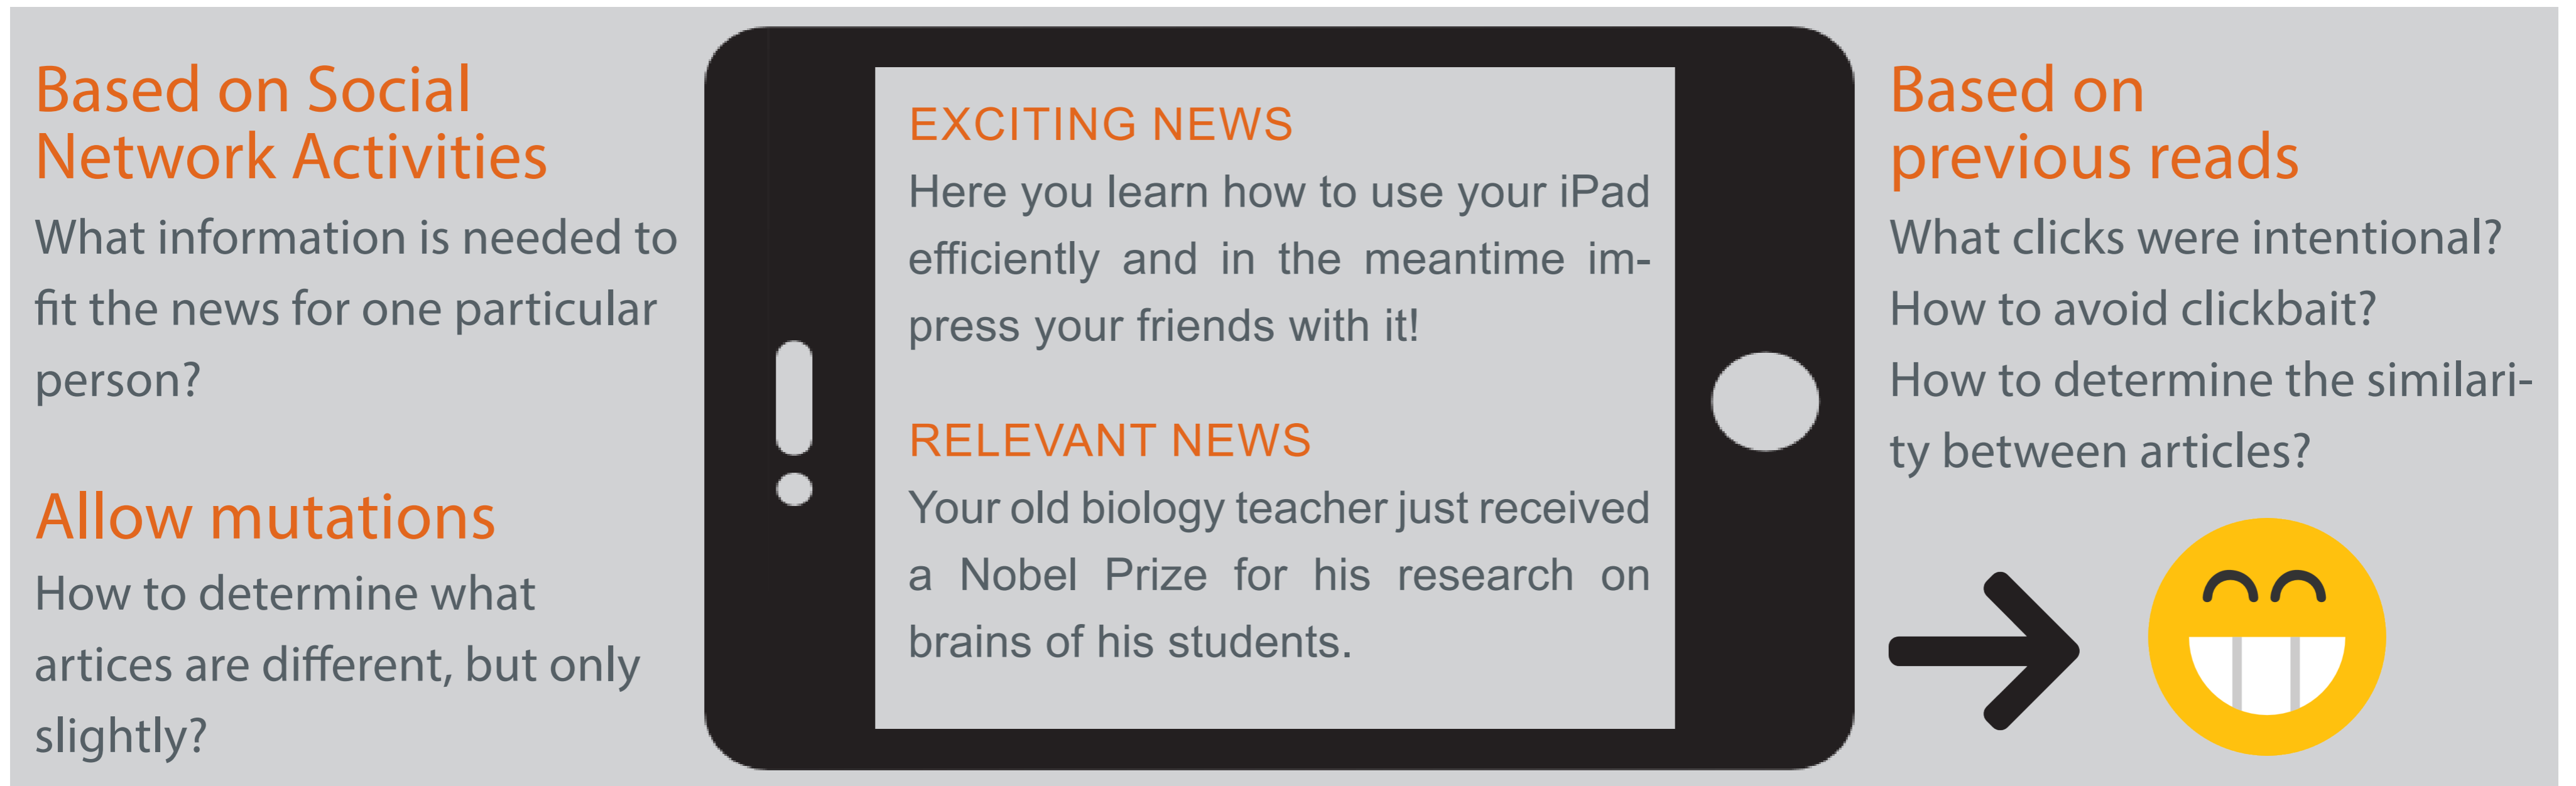 Based on Social
Network Activities
What information is needed to
fit the news for one particular
person?
Allow mutations
How to determine what
artices are different, but only
slightly?
EXCITING NEWS
Here you learn how to use your iPad
efficiently and in the meantime im-
press your friends with it!
RELEVANT NEWS
Your old biology teacher just received
a Nobel Prize for his research on
brains of his students.
Based on
previous reads
What clicks were intentional?
How to avoid clickbait?
How to determine the similari-
ty between articles?